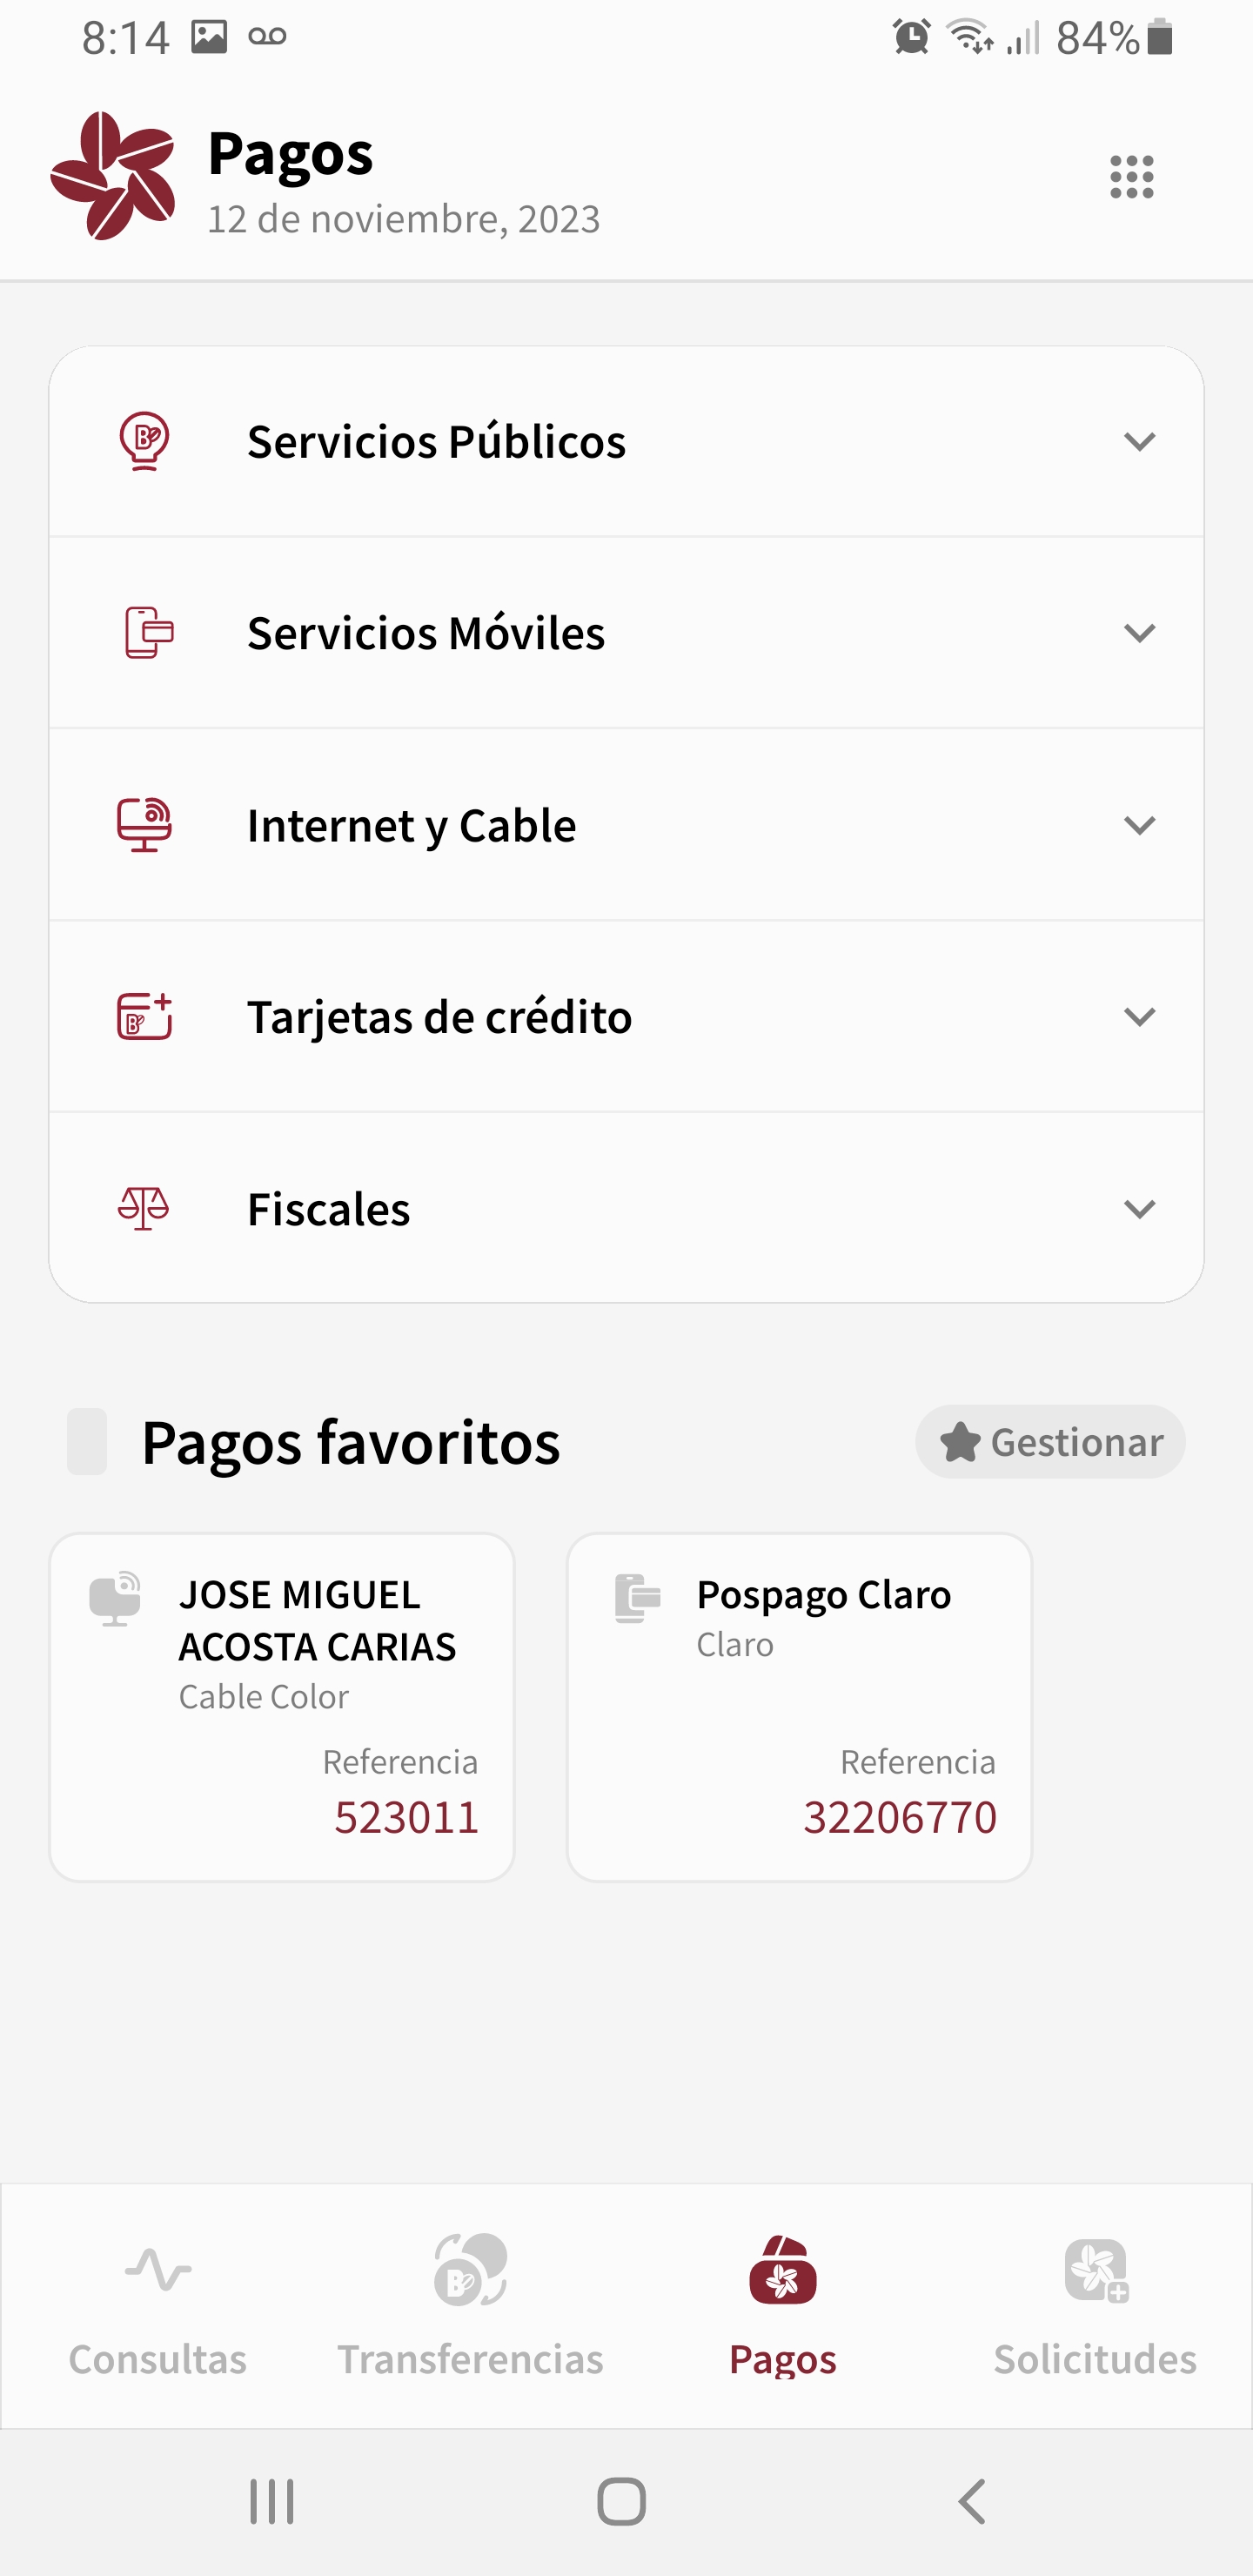 8:14 84%
Pagos
12 de noviembre, 2023
Servicios Públicos
Servicios Móviles
Internet y Cable
Tarjetas de crédito
Fiscales
Pagos favoritos
Gestionar
JOSE MIGUEL
ACOSTA CARIAS
Cable Color
Referencia
523011
Pospago Claro
Claro
Referencia
32206770
Consultas
Transferencias
Pagos
Solicitudes